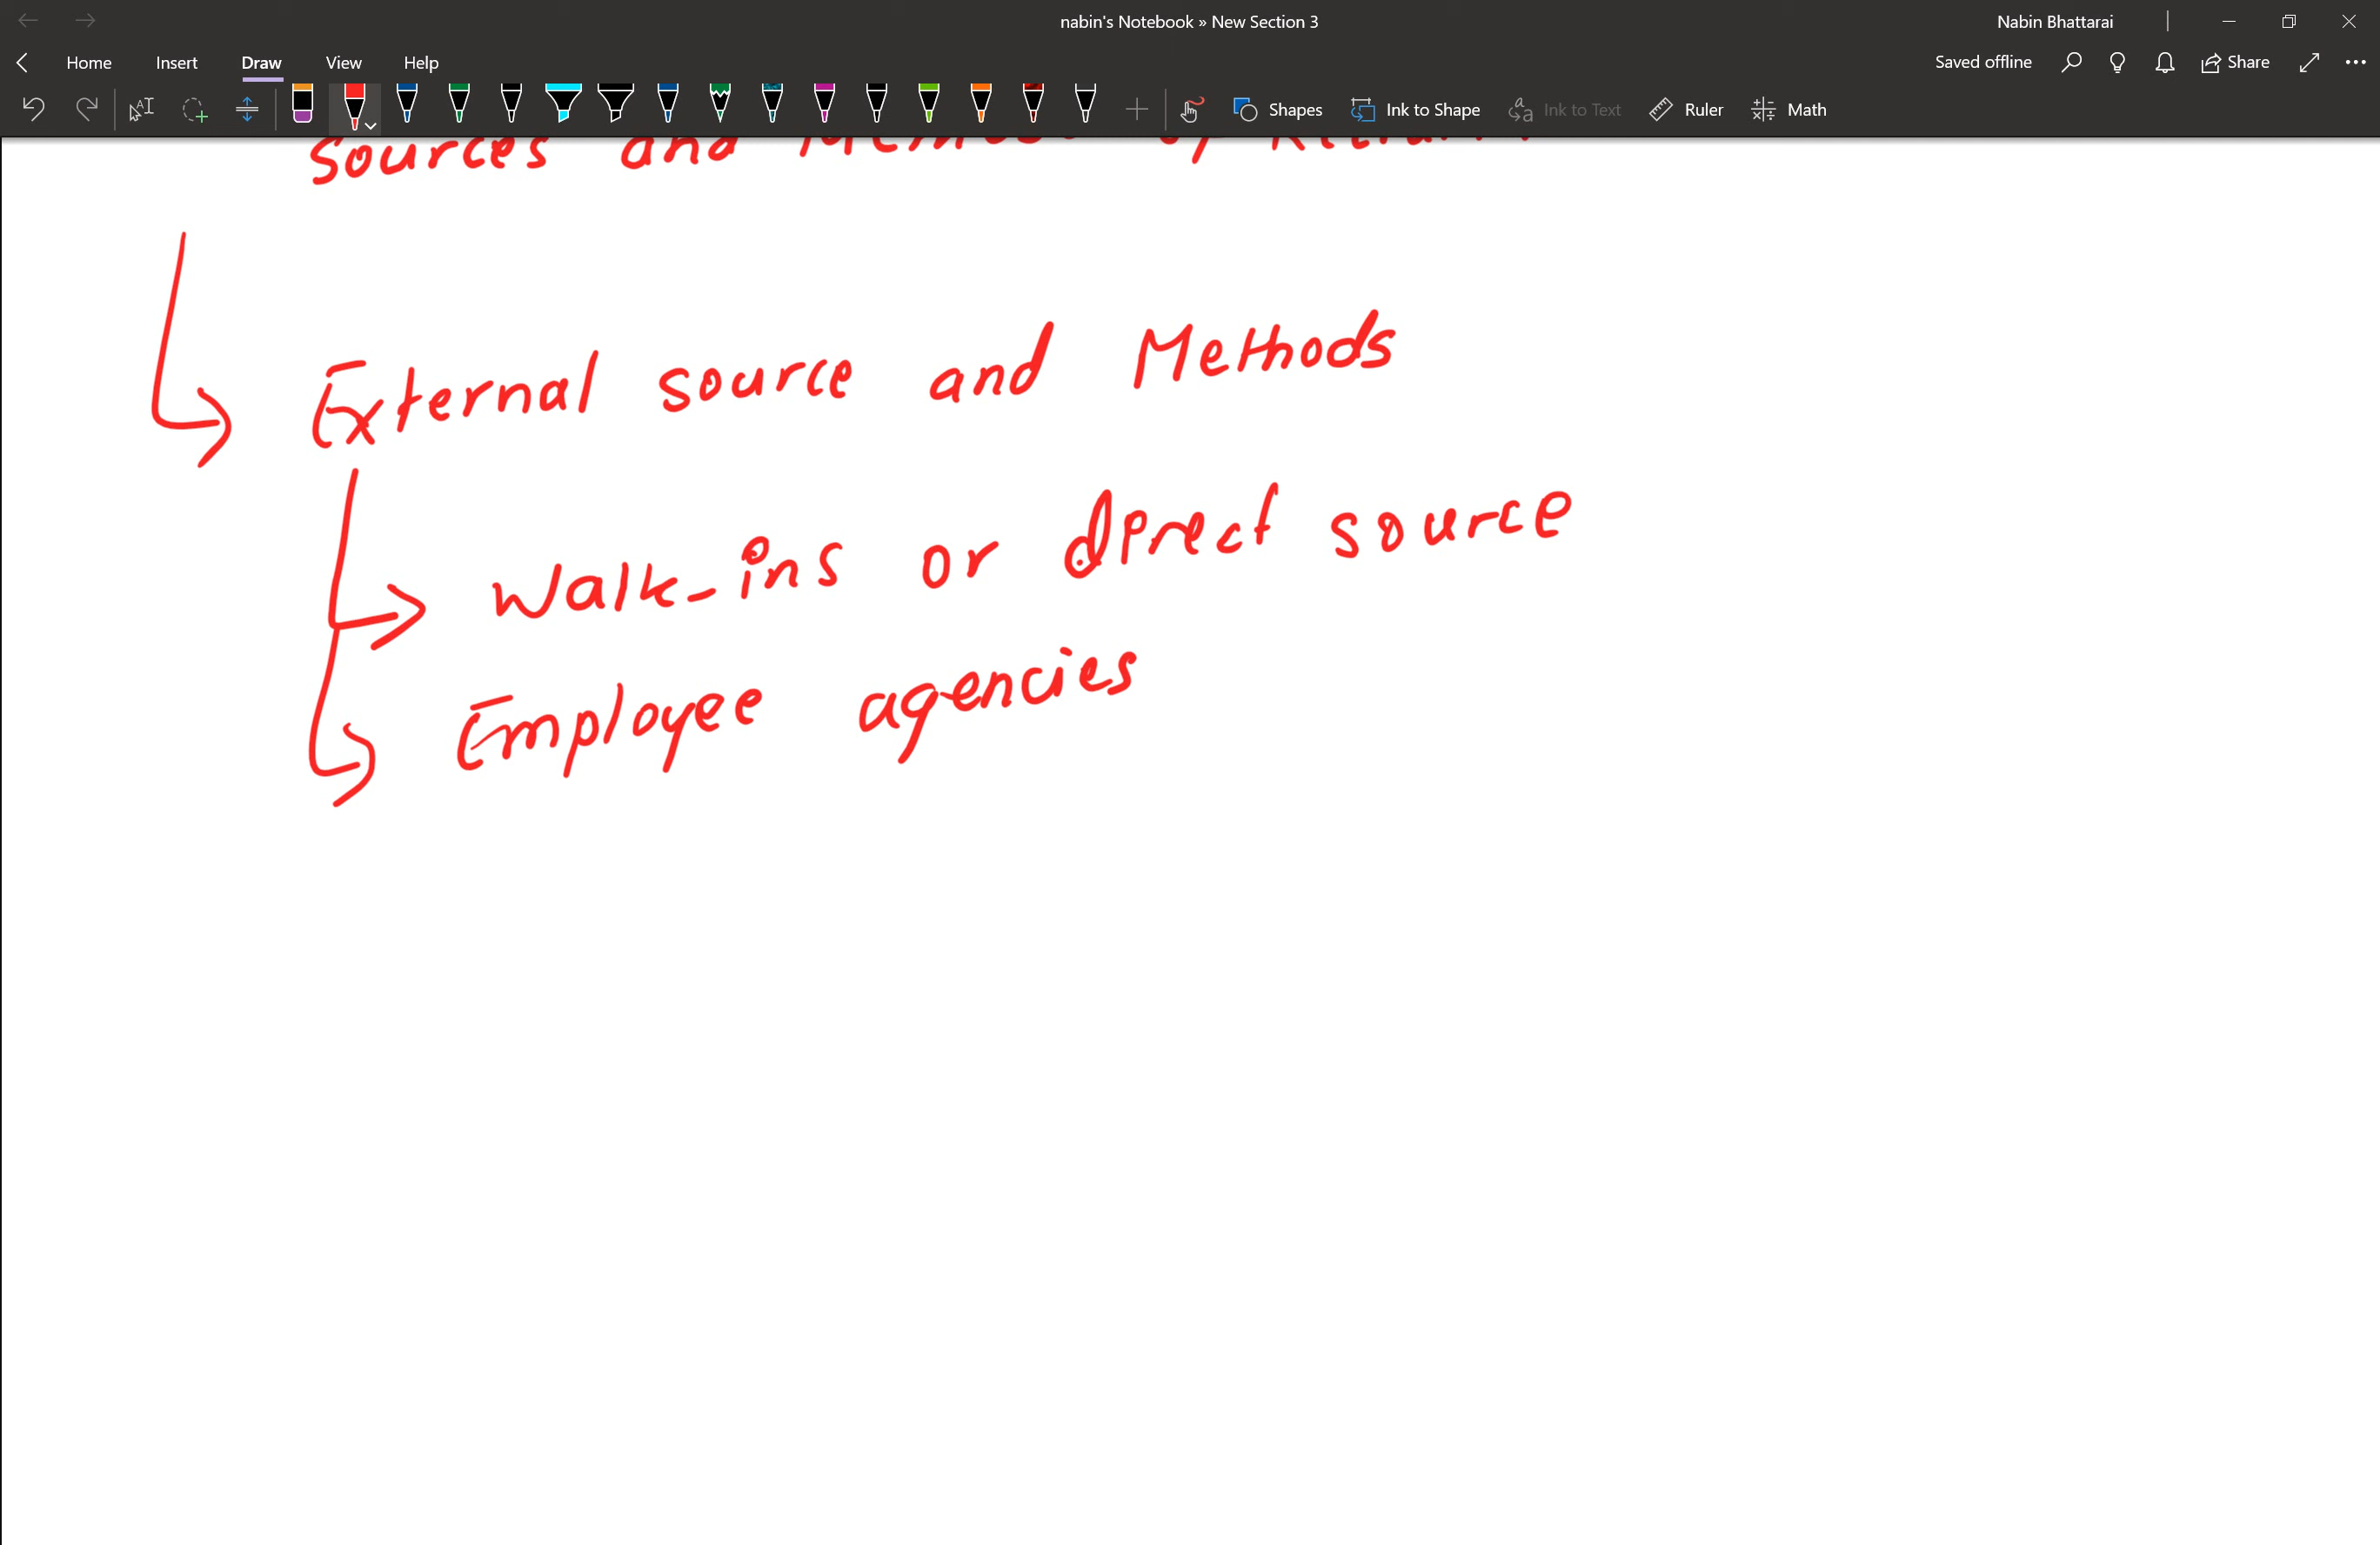 nabin's Notebook » New Section 3
Nabin Bhattarai
Home Insert Draw View Help
Saved offline Share
Shapes Ink to Shape Ink to Text Ruler Math
Sources and of
External source and Methods
Walk-ins or direct source
Employee agencies